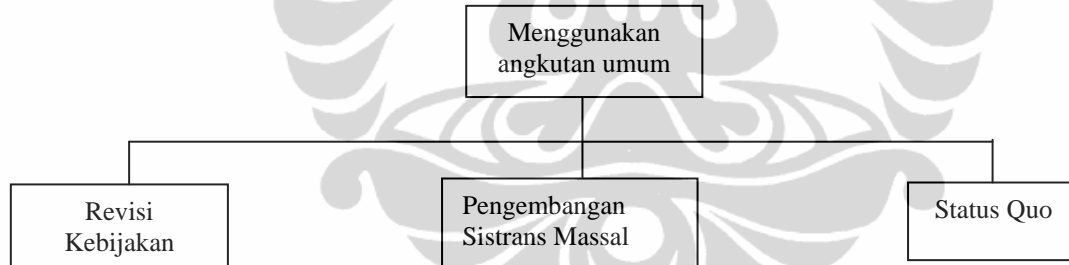 Menggunakan
angkutan umum
Revisi
Kebijakan
Pengembangan
Sistrans Massal
Status Quo